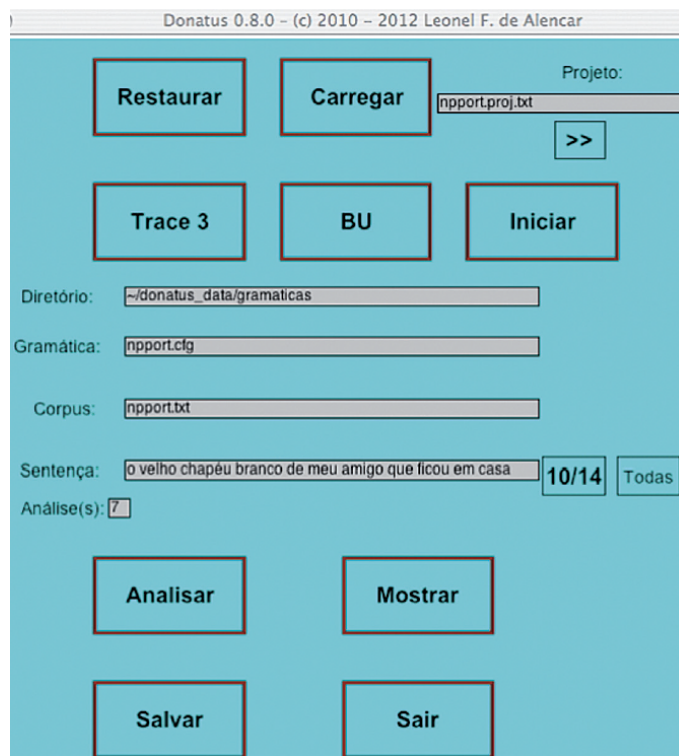 Donatus 0.8.0 – (c) 2010 – 2012 Leonel F. de Alencar
Restaurar
Carregar
Projeto:
npport.proj.txt
>>
Trace 3
BU
Iniciar
Diretório: ~/donatus_data/gramaticas
Gramática: npport.cfg
Corpus: npport.txt
Sentença: o velho chapéu branco de meu amigo que ficou em casa 10/14 Todas
Análise(s): 7
Analisar
Mostrar
Salvar
Sair